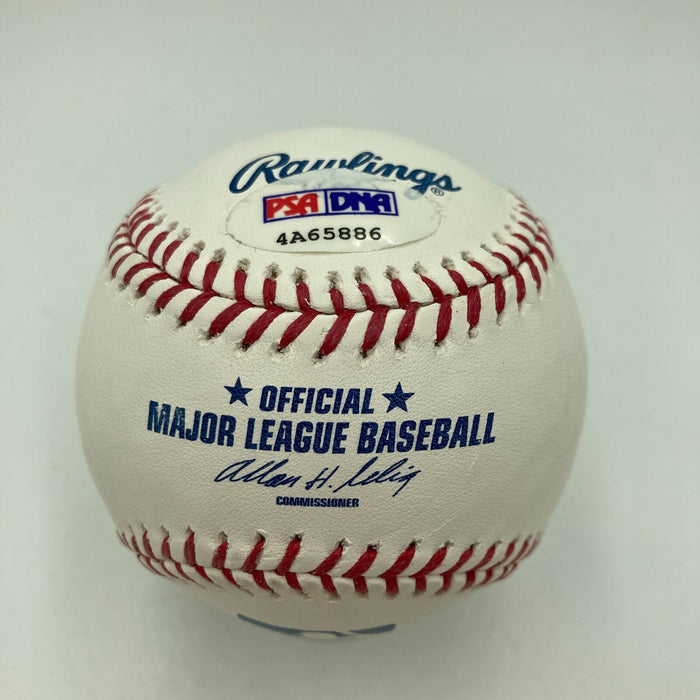 Rawlings®
PSA DNA
4A65886
★ OFFICIAL ★
MAJOR LEAGUE BASEBALL
Allan H. Selig
COMMISSIONER